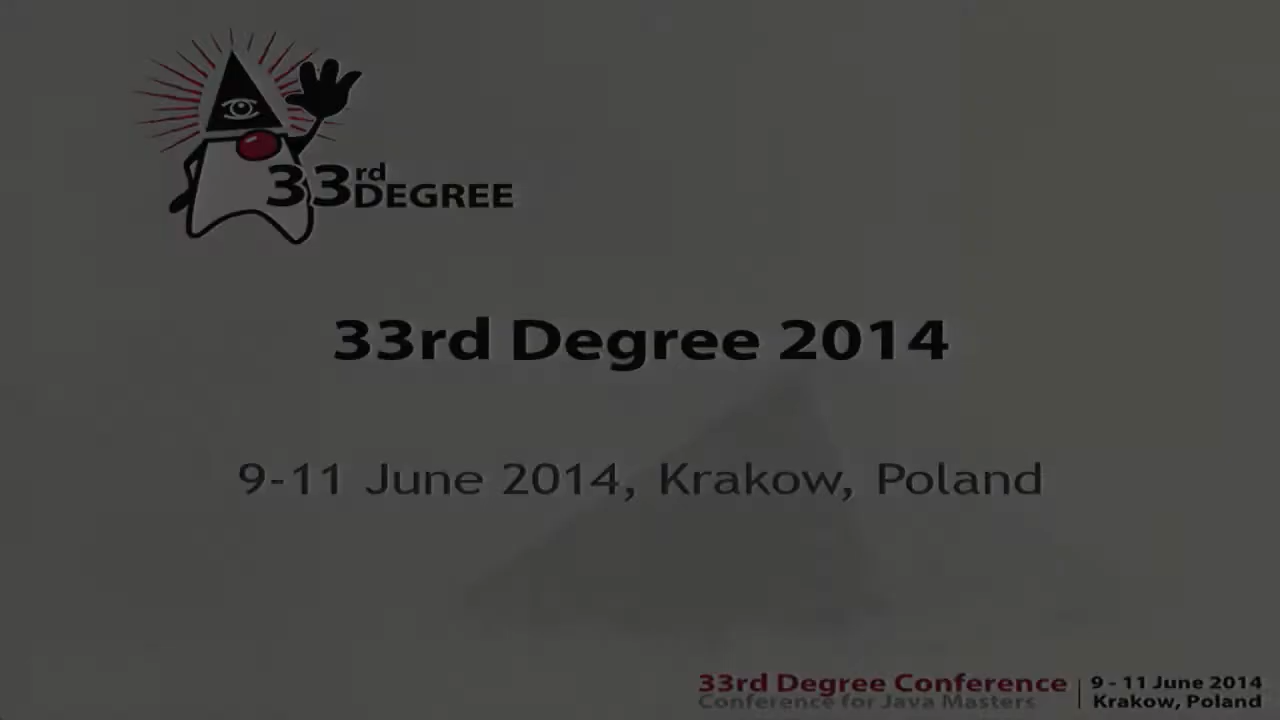 33rd DEGREE
33rd Degree 2014
9-11 June 2014, Krakow, Poland
33rd Degree Conference
Conference for Java Masters
9 - 11 June 2014
Krakow, Poland